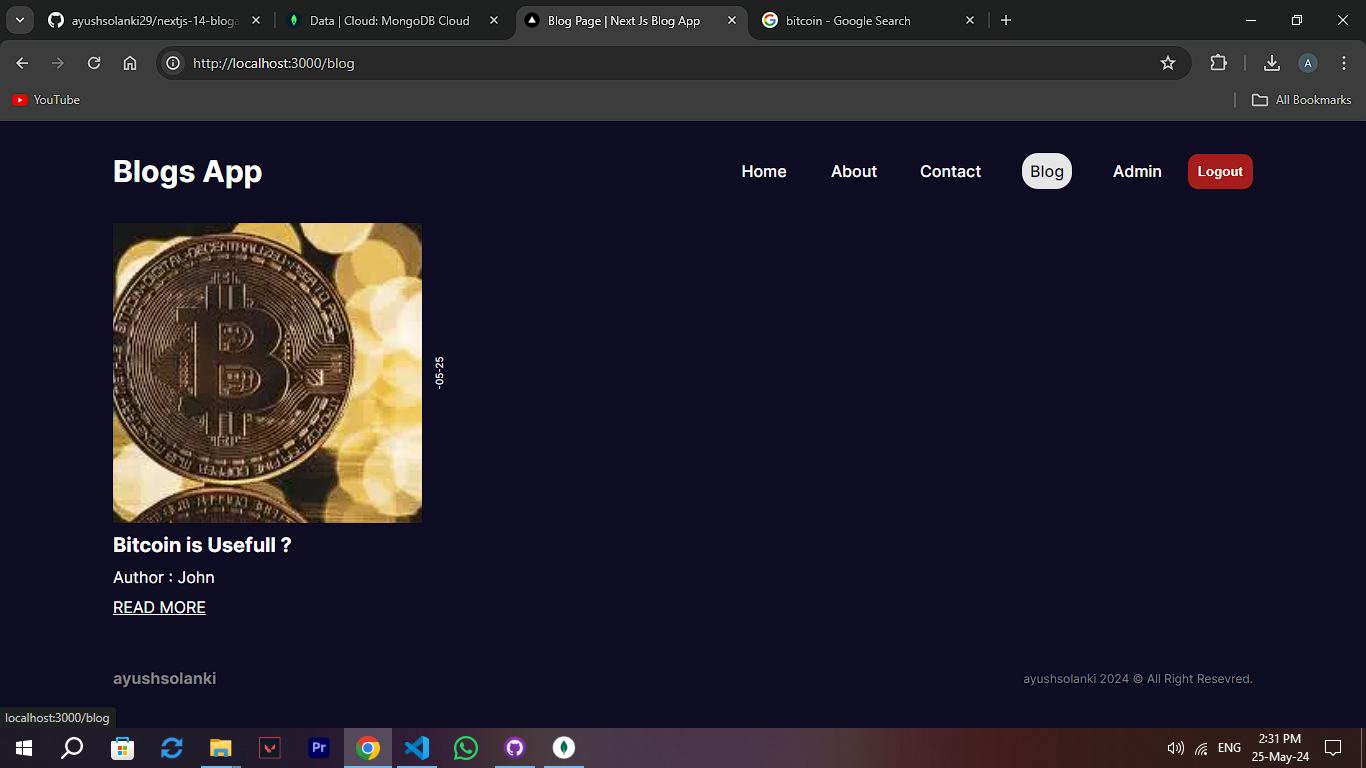 ayushsolanki29/nextjs-14-bloga
Data | Cloud: MongoDB Cloud
Blog Page | Next Js Blog App
bitcoin - Google Search
http://localhost:3000/blog
A
YouTube
All Bookmarks
Blogs App
Home
About
Contact
Blog
Admin
Logout
-05-25
Bitcoin is Usefull ?
Author : John
READ MORE
ayushsolanki
ayushsolanki 2024 © All Right Resevred.
localhost:3000/blog
Pr
ENG
2:31 PM
25-May-24